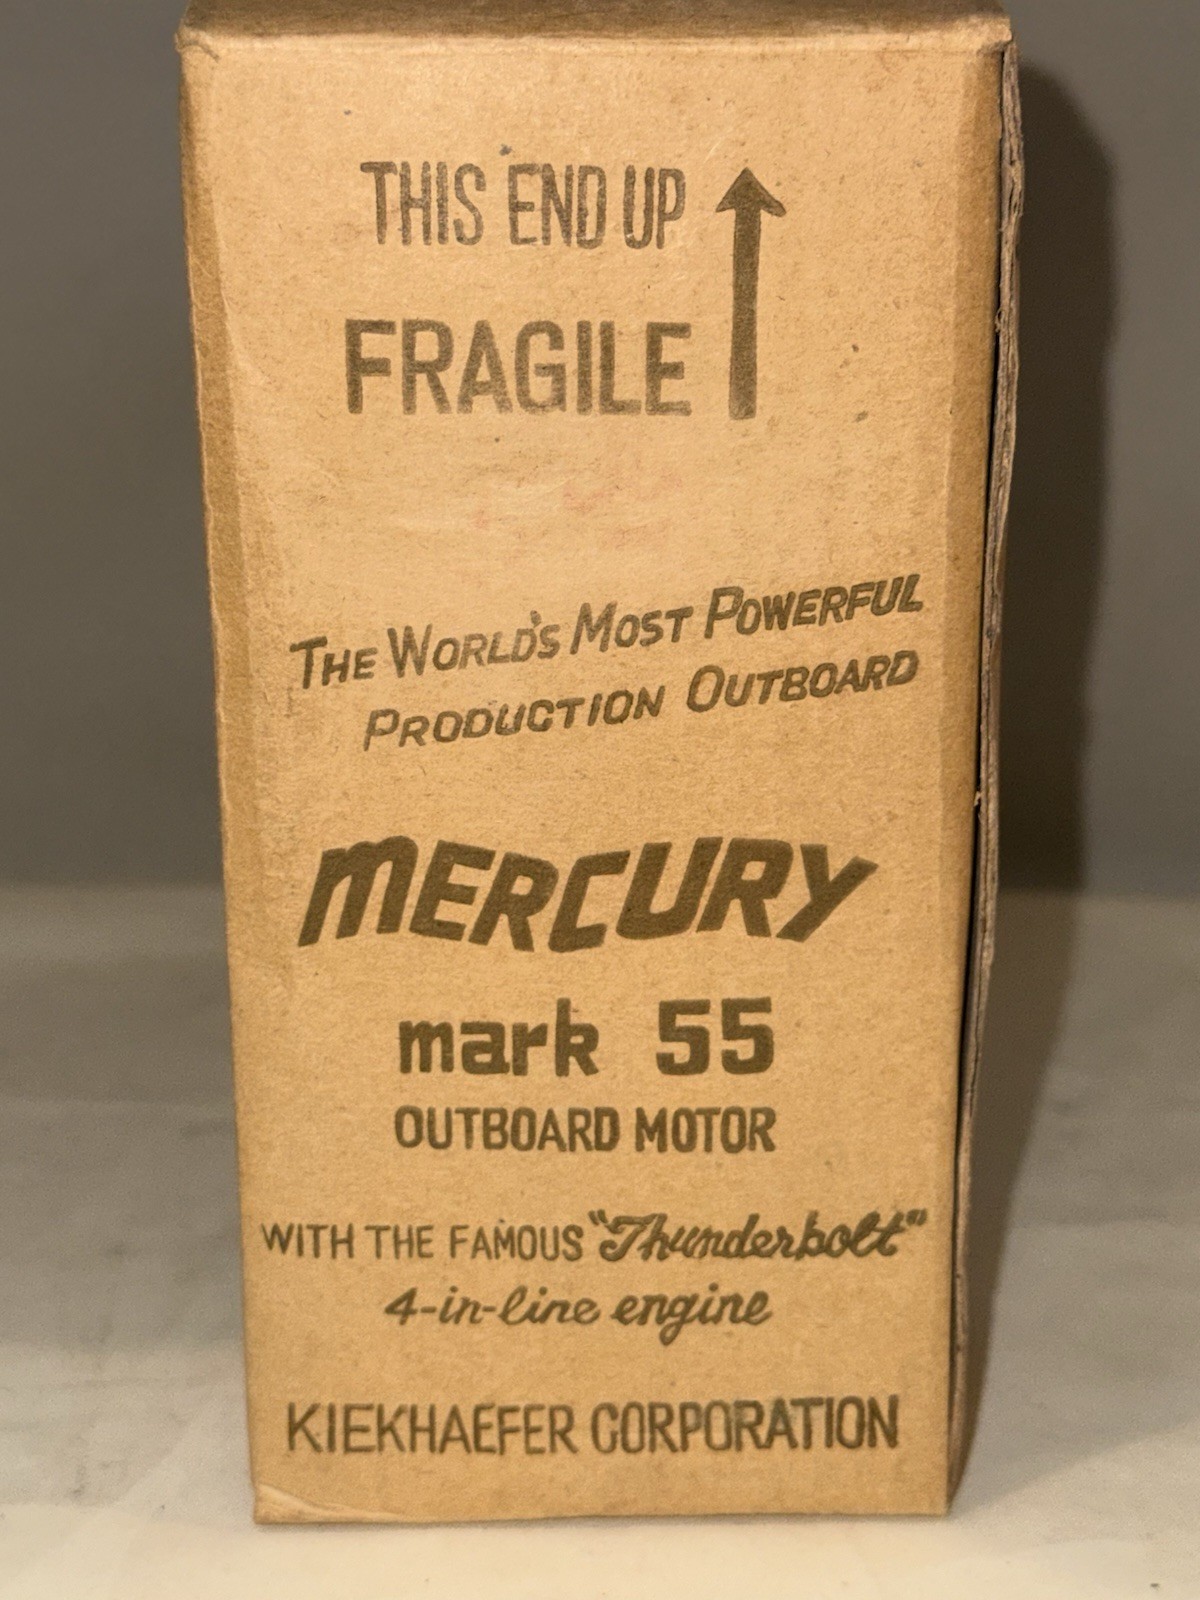 THIS END UP
FRAGILE
THE WORLD'S MOST POWERFUL
PRODUCTION OUTBOARD
MERCURY
mark 55
OUTBOARD MOTOR
WITH THE FAMOUS "Thunderbolt"
4-in-line engine
KIEKHAEFER CORPORATION